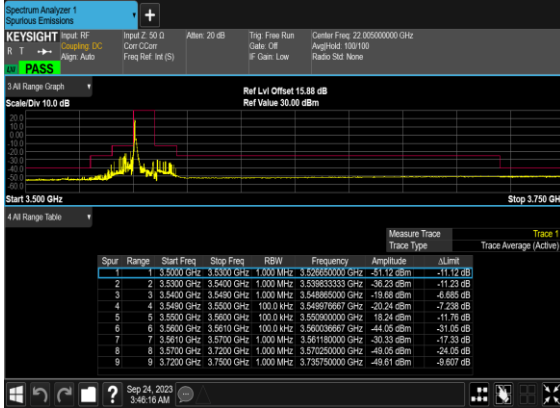 Spectrum Analyzer 1
Spurious Emissions
KEYSIGHT Input: RF Input Z: 50 Ω Atten: 20 dB Trig: Free Run Center Freq: 22.005000000 GHz
R T Coupling: DC Corr CCorr Gate: Off Avg|Hold: 100/100
Align: Auto Freq Ref: Int (S) IF Gain: Low Radio Std: None
PASS
3 All Range Graph
Ref Lvl Offset 15.88 dB
Scale/Div 10.0 dB Ref Value 30.00 dBm
20.0
10.0
0.00
-10.0
-20.0
-30.0
-40.0
-50.0
-60.0
Start 3.500 GHz Stop 3.750 GH
4 All Range Table
Measure Trace Trace 1
Trace Type Trace Average (Active)
Spur Range Start Freq Stop Freq RBW Frequency Amplitude ΔLimit
1 1 3.5000 GHz 3.5300 GHz 1.000 MHz 3.526650000 GHz -51.12 dBm -11.12 dB
2 2 3.5300 GHz 3.5400 GHz 1.000 MHz 3.539833333 GHz -36.23 dBm -11.23 dB
3 3 3.5400 GHz 3.5490 GHz 1.000 MHz 3.548865000 GHz -19.68 dBm -6.685 dB
4 4 3.5490 GHz 3.5500 GHz 100.0 kHz 3.549976667 GHz -20.24 dBm -7.238 dB
5 5 3.5500 GHz 3.5600 GHz 100.0 kHz 3.550900000 GHz 18.24 dBm -11.76 dB
6 6 3.5600 GHz 3.5610 GHz 100.0 kHz 3.560036667 GHz -44.05 dBm -31.05 dB
7 7 3.5610 GHz 3.5700 GHz 1.000 MHz 3.561180000 GHz -30.33 dBm -17.33 dB
8 8 3.5700 GHz 3.7200 GHz 1.000 MHz 3.570250000 GHz -49.05 dBm -24.05 dB
9 9 3.7200 GHz 3.7500 GHz 1.000 MHz 3.735750000 GHz -49.61 dBm -9.607 dB
Sep 24, 2023
3:46:16 AM